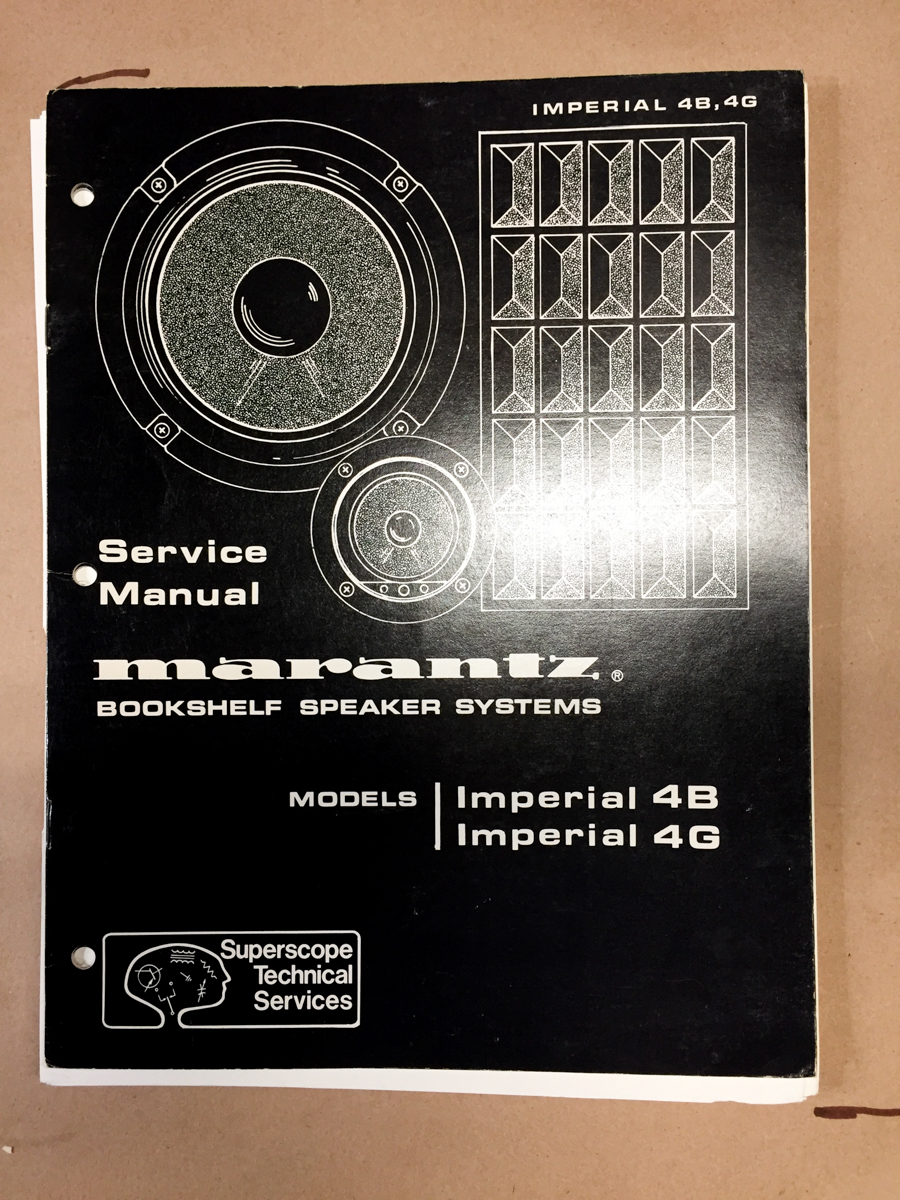 IMPERIAL 4B,4G
Service
Manual
marantz®
BOOKSHELF SPEAKER SYSTEMS
MODELS
Imperial 4B
Imperial 4G
Superscope
Technical
Services